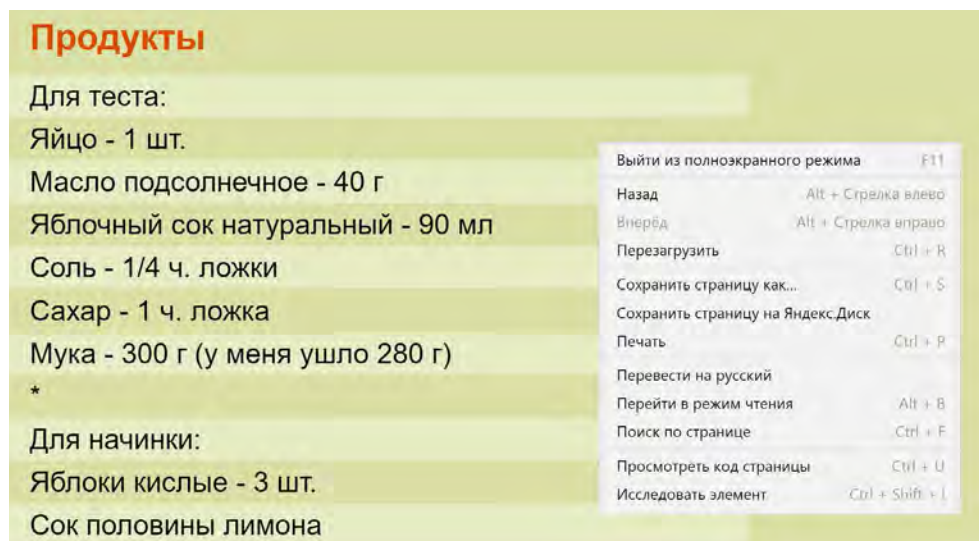 Продукты
Для теста:
Яйцо - 1 шт.
Масло подсолнечное - 40 г
Яблочный сок натуральный - 90 мл
Соль - 1/4 ч. ложки
Сахар - 1 ч. ложка
Мука - 300 г (у меня ушло 280 г)
*
Для начинки:
Яблоки кислые - 3 шт.
Сок половины лимона
Выйти из полноэкранного режима F11
Назад Alt + Стрелка влево
Вперёд Alt + Стрелка вправо
Перезагрузить Ctrl + R
Сохранить страницу как... Ctrl + S
Сохранить страницу на Яндекс.Диск
Печать Ctrl + P
Перевести на русский
Перейти в режим чтения Alt + B
Поиск по странице Ctrl + F
Просмотреть код страницы Ctrl + U
Исследовать элемент Ctrl + Shift + I